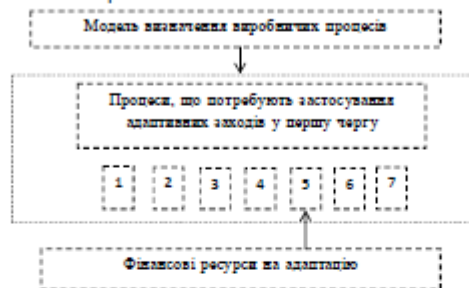 Модель визначення виробничих процесів
Процеси, що потребують застосування
адаптивних заходів у першу чергу
1 2 3 4 5 6 7
Фінансові ресурси на адаптацію